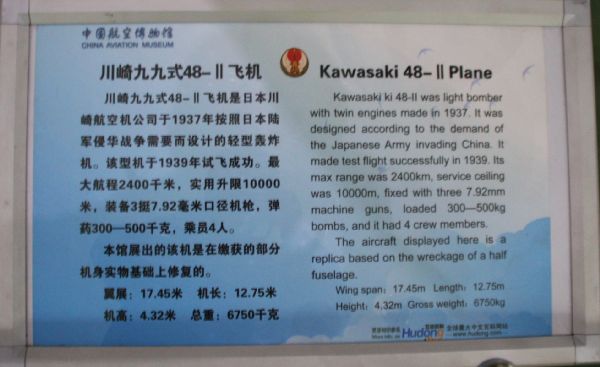 中国航空博物馆
CHINA AVIATION MUSEUM
川崎九九式48-Ⅱ飞机
川崎九九式48-Ⅱ飞机是日本川
崎航空机公司于1937年按照日本陆
军侵华战争需要而设计的轻型轰炸
机。该型机于1939年试飞成功。最
大航程2400千米，实用升限10000
米，装备3挺7.92毫米口径机枪，弹
药300—500千克，乘员4人。
本馆展出的该机是在缴获的部分
机身实物基础上修复的。
翼展：17.45米 机长：12.75米
机高：4.32米 总重：6750千克
Kawasaki 48-Ⅱ Plane
Kawasaki ki 48-II was light bomber
with twin engines made in 1937. It was
designed according to the demand of
the Japanese Army invading China. It
made test flight successfully in 1939. Its
max range was 2400km, service ceiling
was 10000m, fixed with three 7.92mm
machine guns, loaded 300—500kg
bombs, and it had 4 crew members.
The aircraft displayed here is a
replica based on the wreckage of a half
fuselage.
Wing span: 17.45m Length: 12.75m
Height: 4.32m Gross weight: 6750kg
Hudong 全球最大中文百科网站
www.hudong.com